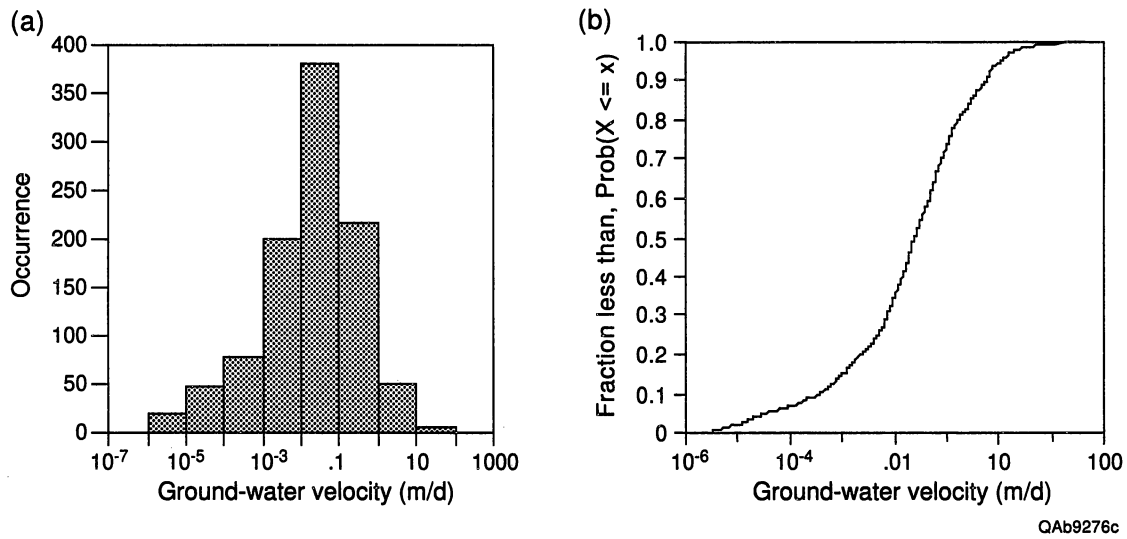 (a)
400
350
300
250
200
150
100
50
0
Occurrence
10-7 10-5 10-3 .1 10 1000
Ground-water velocity (m/d)
(b)
1.0
0.9
0.8
0.7
0.6
0.5
0.4
0.3
0.2
0.1
0
Fraction less than, Prob(X <= x)
10-6 10-4 .01 10 100
Ground-water velocity (m/d)
QAb9276c